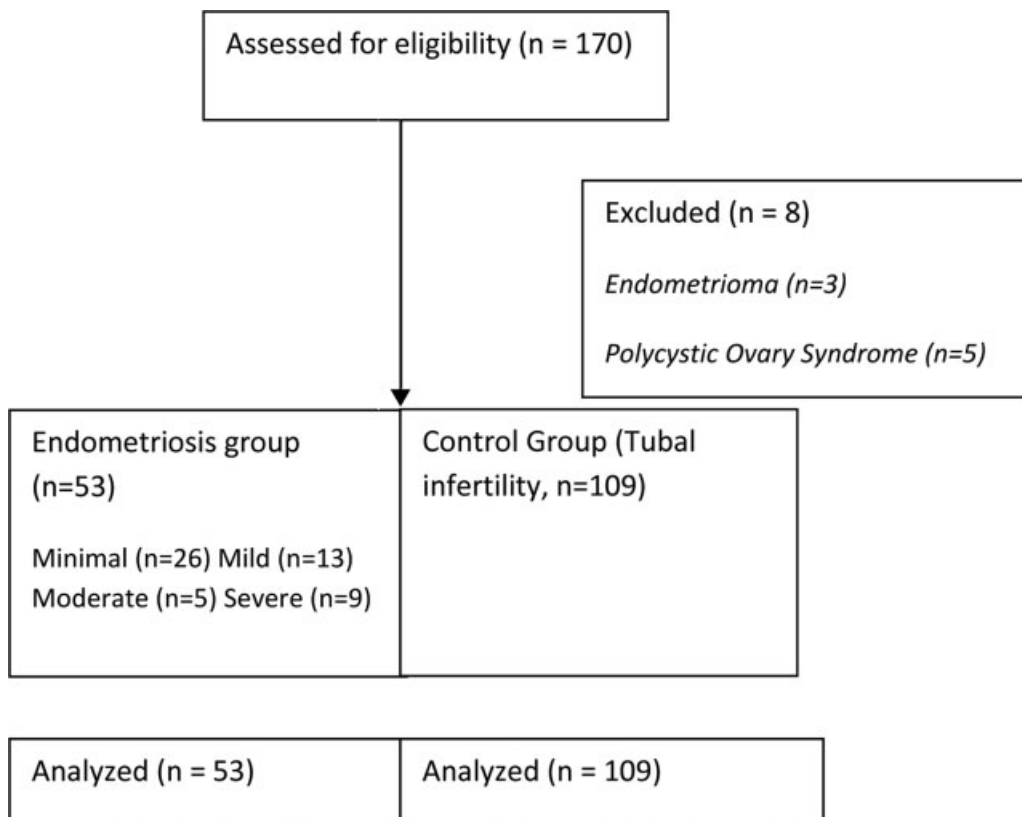 Assessed for eligibility (n = 170)
Excluded (n = 8)
Endometrioma (n=3)
Polycystic Ovary Syndrome (n=5)
Endometriosis group
(n=53)
Minimal (n=26) Mild (n=13)
Moderate (n=5) Severe (n=9)
Control Group (Tubal
infertility, n=109)
Analyzed (n = 53)
Analyzed (n = 109)